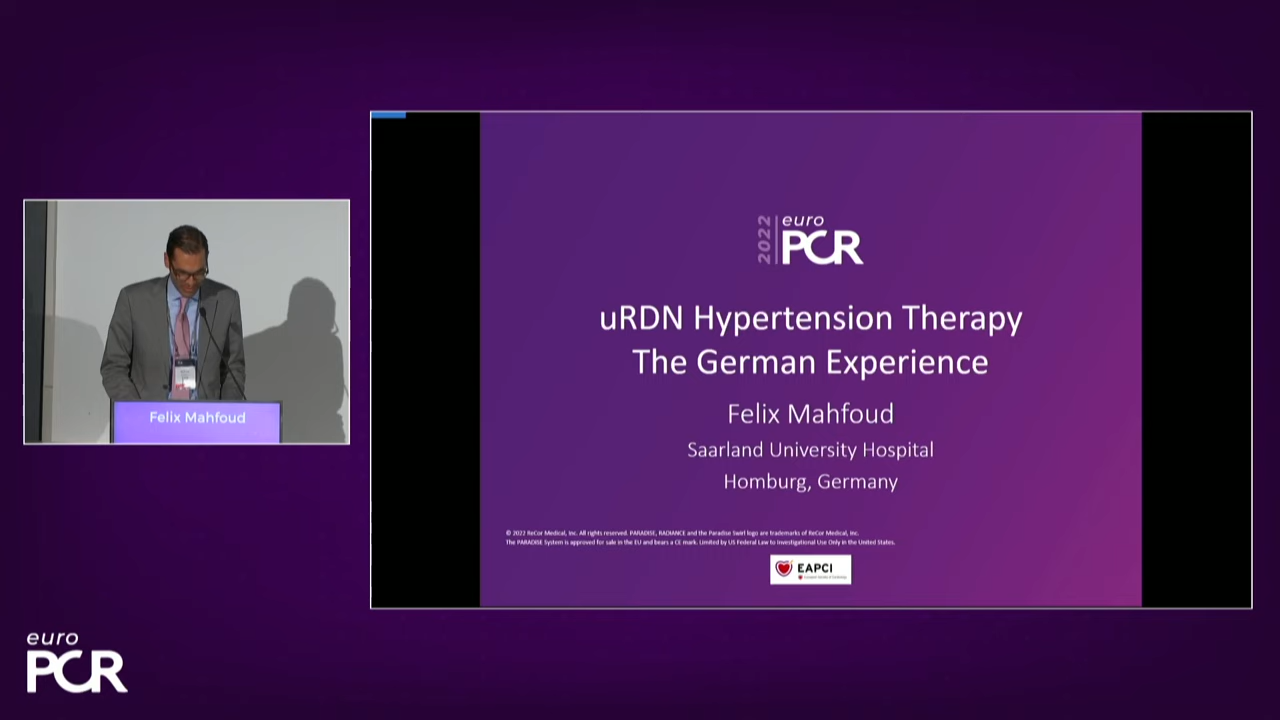 Felix Mahfoud
2022
euro
PCR
uRDN Hypertension Therapy
The German Experience
Felix Mahfoud
Saarland University Hospital
Homburg, Germany
© 2022 ReCor Medical, Inc. All rights reserved. PARADISE, RADIANCE and the Paradise Swirl logo are trademarks of ReCor Medical, Inc.
The PARADISE System is approved for sale in the EU and bears a CE mark. Limited by US Federal Law to Investigational Use Only in the United States.
EAPCI
euro
PCR